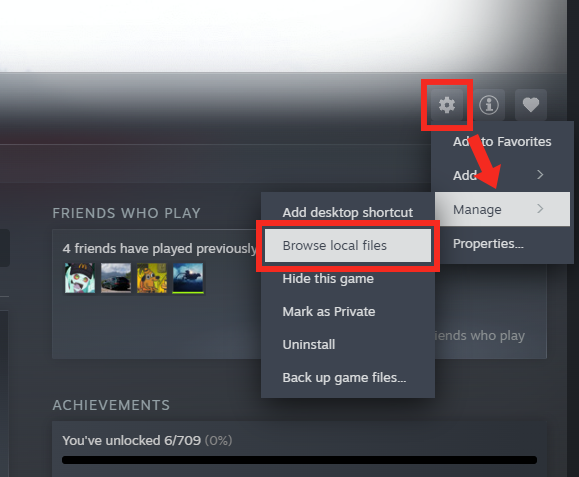 Add to Favorites
Add
Manage
Properties...
Add desktop shortcut
Browse local files
Hide this game
Mark as Private
Uninstall
Back up game files...
FRIENDS WHO PLAY
4 friends have played previously
friends who play
ACHIEVEMENTS
You've unlocked 6/709 (0%)